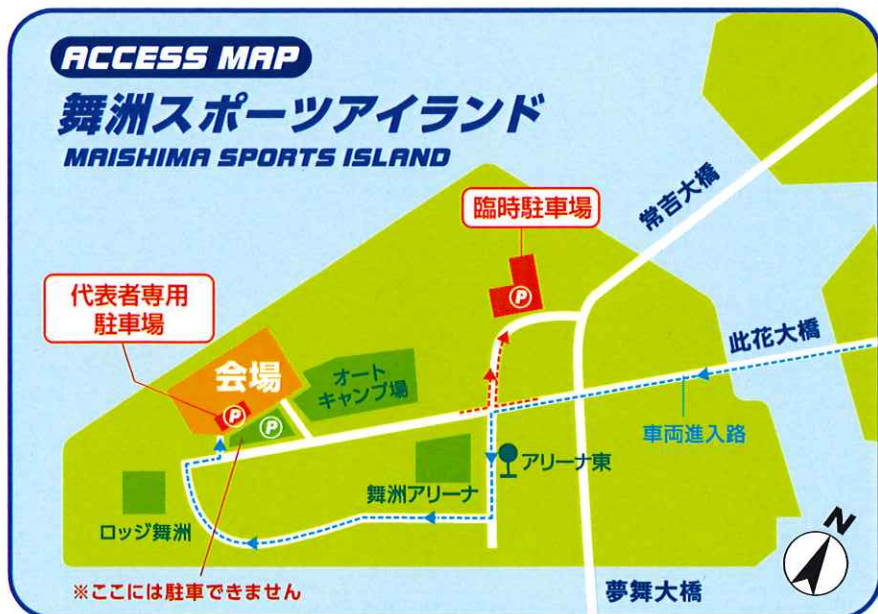 ACCESS MAP
舞洲スポーツアイランド
MAISHIMA SPORTS ISLAND
臨時駐車場
常吉大橋
代表者専用
駐車場
P
此花大橋
会場
オート
キャンプ場
P
P
車両進入路
アリーナ東
舞洲アリーナ
ロッジ舞洲
N
※ここには駐車できません
夢舞大橋